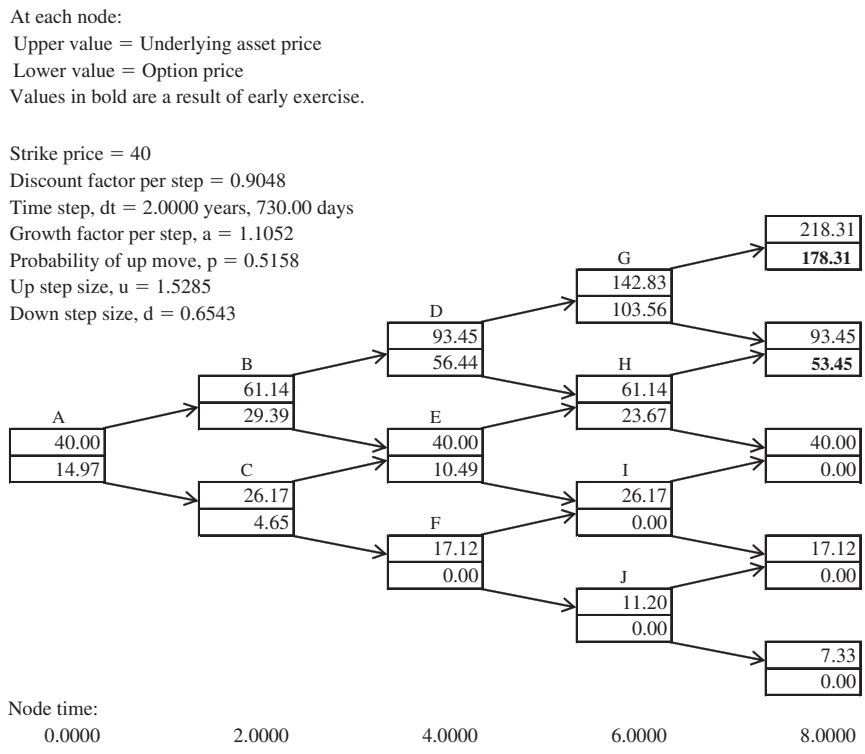 At each node:
Upper value = Underlying asset price
Lower value = Option price
Values in bold are a result of early exercise.
Strike price = 40
Discount factor per step = 0.9048
Time step, dt = 2.0000 years, 730.00 days
Growth factor per step, a = 1.1052
Probability of up move, p = 0.5158
Up step size, u = 1.5285
Down step size, d = 0.6543
A
40.00
14.97
B
61.14
29.39
C
26.17
4.65
D
93.45
56.44
E
40.00
10.49
F
17.12
0.00
G
142.83
103.56
H
61.14
23.67
I
26.17
0.00
J
11.20
0.00
218.31
178.31
93.45
53.45
40.00
0.00
17.12
0.00
7.33
0.00
Node time:
0.0000 2.0000 4.0000 6.0000 8.0000